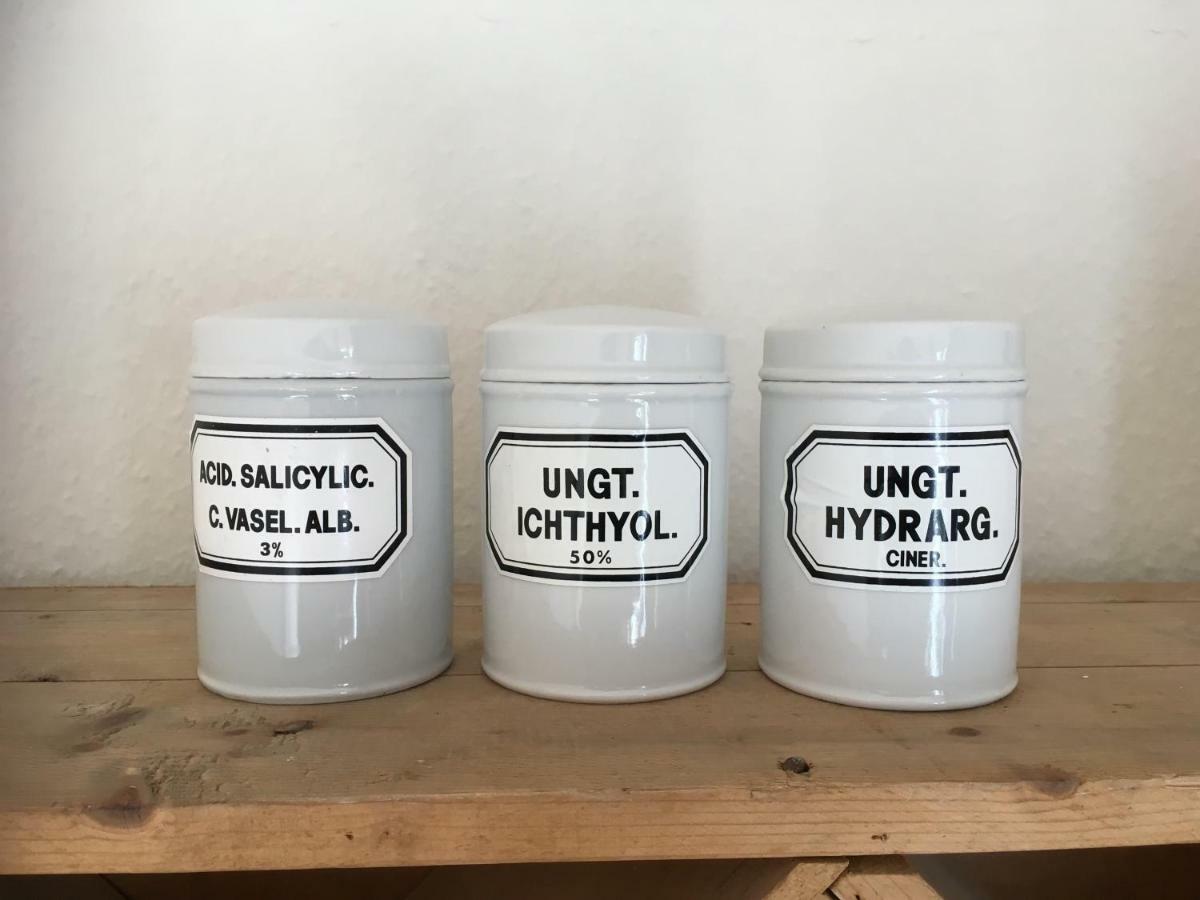 ACID. SALICYLIC.
C. VASEL. ALB.
3%
UNGT.
ICHTHYOL.
50%
UNGT.
HYDRARG.
CINER.